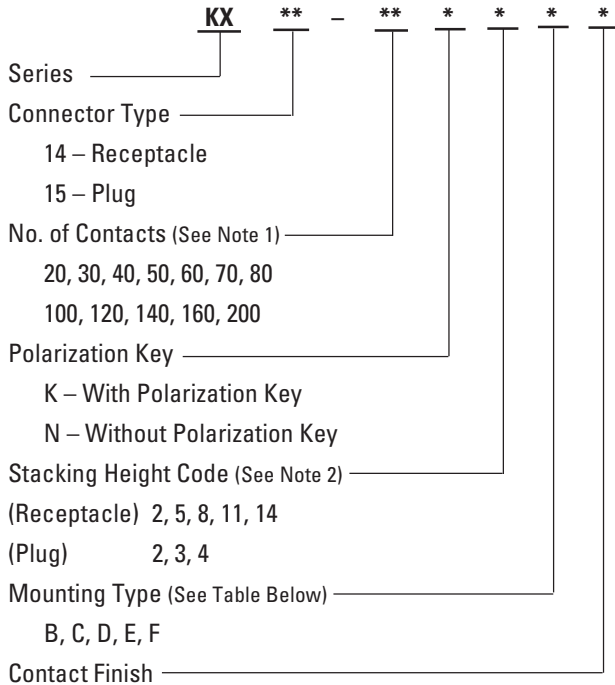 KX ** – ** * * * *
Series
Connector Type
14 – Receptacle
15 – Plug
No. of Contacts (See Note 1)
20, 30, 40, 50, 60, 70, 80
100, 120, 140, 160, 200
Polarization Key
K – With Polarization Key
N – Without Polarization Key
Stacking Height Code (See Note 2)
(Receptacle) 2, 5, 8, 11, 14
(Plug) 2, 3, 4
Mounting Type (See Table Below)
B, C, D, E, F
Contact Finish